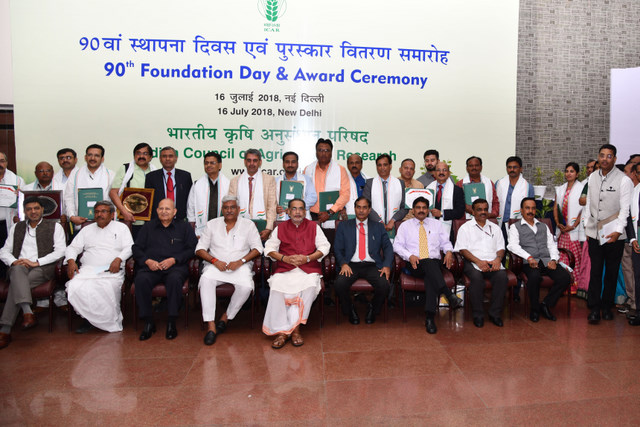 ICAR
90वां स्थापना दिवस एवं पुरस्कार वितरण समारोह
90th Foundation Day & Award Ceremony
16 जुलाई 2018, नई दिल्ली
16 July 2018, New Delhi
भारतीय कृषि अनुसंधान परिषद
Council of Research